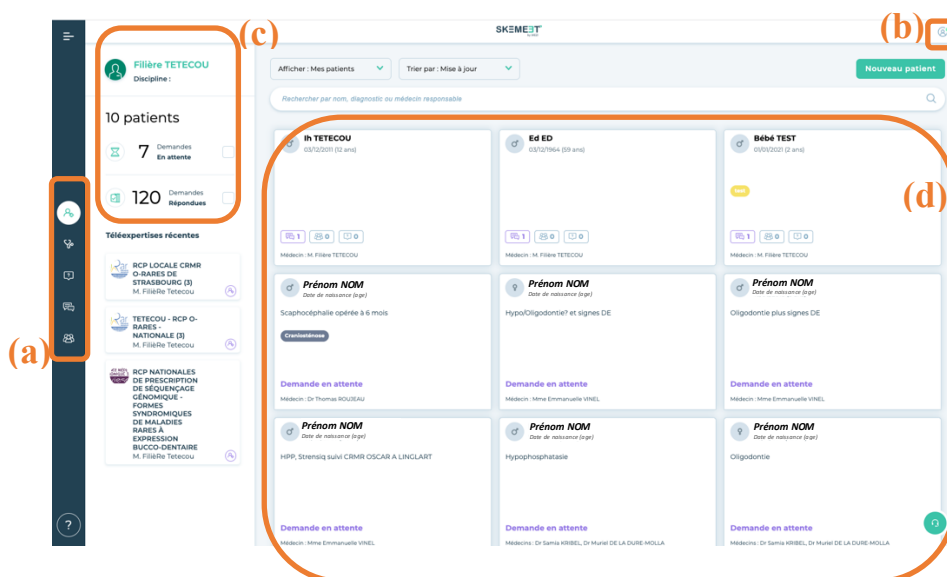 (c)
SKEMEET
(b)
Filière TETECOU
Discipline :
Afficher : Mes patients
Trier par : Mise à jour
Nouveau patient
Rechercher par nom, diagnostic ou médecin responsable
10 patients
7 Demandes
En attente
120 Demandes
Répondues
Ih TETECOU
03/12/2011 (12 ans)
1 0 0
Médecin : M. Filière TETECOU
Ed ED
03/12/1964 (59 ans)
1 0 0
Médecin : M. Filière TETECOU
Bébé TEST
01/01/2021 (2 ans)
(d)
1 0 0
Médecin : M. Filière TETECOU
Téléexpertises récentes
RCP LOCALE CRMR
O-RARES DE
STRASBOURG (3)
M. FilièRe Tetecou
TETECOU - RCP O-
RARES -
NATIONALE (3)
M. FilièRe Tetecou
(a)
RCP NATIONALES
DE PRESCRIPTION
DE SÉQUENÇAGE
GÉNOMIQUE -
FORMES
SYNDROMIQUES
DE MALADIES
RARES À
EXPRESSION
BUCCO-DENTAIRE
M. FilièRe Tetecou
?
Prénom NOM
Date de naissance (age)
Scaphocéphalie opérée à 6 mois
Craniosténose
Demande en attente
Médecin : Dr Thomas ROUJEAU
Prénom NOM
Date de naissance (age)
Hypo/Oligodontie? et signes DE
Demande en attente
Médecin : Mme Emmanuelle VINEL
Prénom NOM
Date de naissance (age)
Oligodontie plus signes DE
Demande en attente
Médecin : Mme Emmanuelle VINEL
Prénom NOM
Date de naissance (age)
HPP, Strensiq suivi CRMR OSCAR A LINGLART
Demande en attente
Médecin : Mme Emmanuelle VINEL
Prénom NOM
Date de naissance (age)
Hypophosphatasie
Demande en attente
Médecins : Dr Samia KRIBEL, Dr Muriel DE LA DURE-MOLLA
Prénom NOM
Date de naissance (age)
Oligodontie
Demande en attente
Médecins : Dr Samia KRIBEL, Dr Muriel DE LA DURE-MOLLA